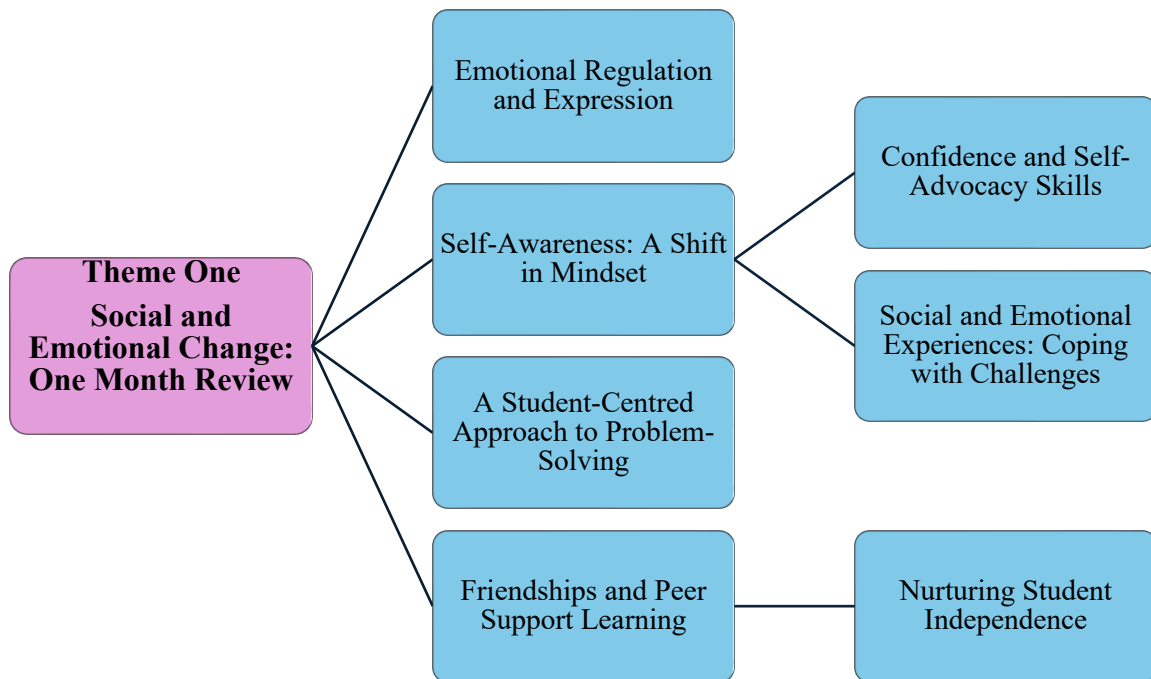 Theme One
Social and
Emotional Change:
One Month Review
Emotional Regulation
and Expression
Self-Awareness: A Shift
in Mindset
Confidence and Self-
Advocacy Skills
Social and Emotional
Experiences: Coping
with Challenges
A Student-Centred
Approach to Problem-
Solving
Friendships and Peer
Support Learning
Nurturing Student
Independence